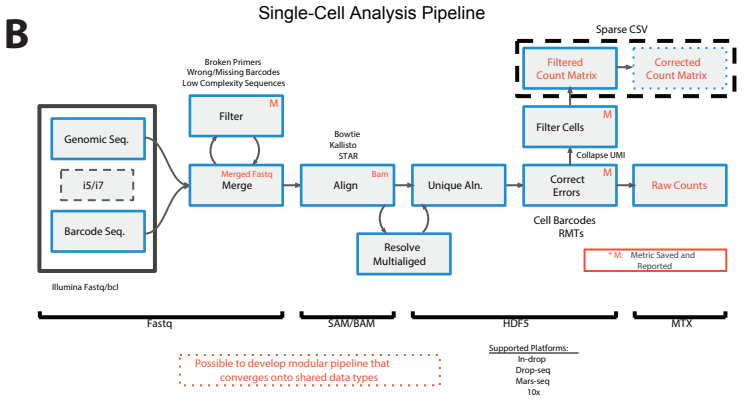 Single-Cell Analysis Pipeline
B
Sparse CSV
Broken Primers
Wrong/Missing Barcodes
Low Complexity Sequences
Filtered
Count Matrix
Corrected
Count Matrix
M
Filter
M
Filter Cells
Genomic Seq.
Bowtie
Kallisto
STAR
Collapse UMI
i5/i7
Merged Fastq
Merge
Bam
Align
Unique Aln.
M
Correct
Errors
Raw Counts
Barcode Seq.
Cell Barcodes
RMTs
Resolve
Multialiged
* M: Metric Saved and
Reported
Illumina Fastq/bcl
Fastq
SAM/BAM
HDF5
MTX
Possible to develop modular pipeline that
converges onto shared data types
Supported Platforms:
In-drop
Drop-seq
Mars-seq
10x